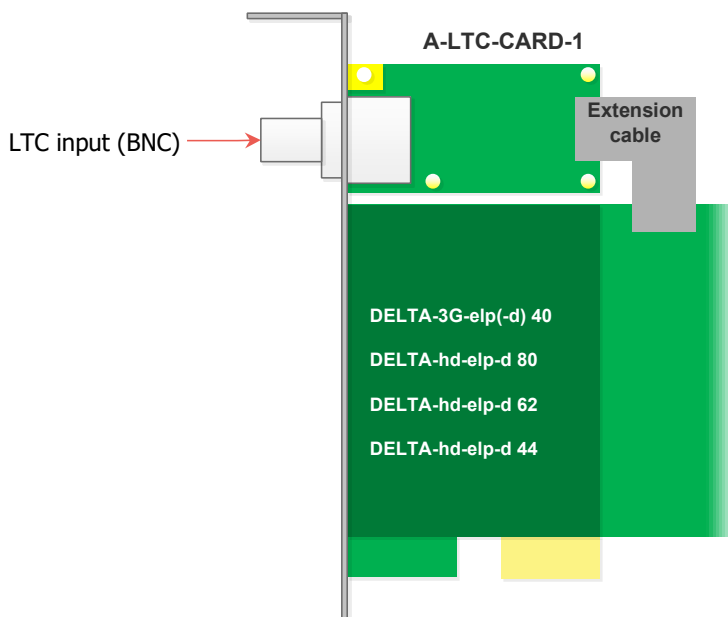 A-LTC-CARD-1
Extension
cable
LTC input (BNC)
DELTA-3G-elp(-d) 40
DELTA-hd-elp-d 80
DELTA-hd-elp-d 62
DELTA-hd-elp-d 44